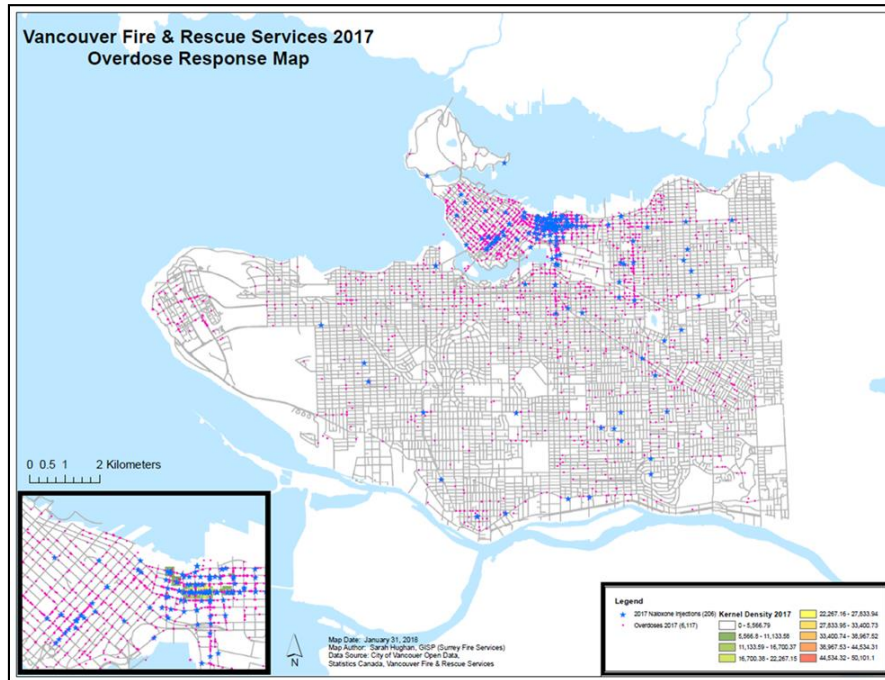 Vancouver Fire & Rescue Services 2017
Overdose Response Map
0 0.5 1 2 Kilometers
N
Map Date: January 31, 2018
Map Author: Sarah Hughan, GISP (Surrey Fire Services)
Data Source: City of Vancouver Open Data,
Statistics Canada, Vancouver Fire & Rescue Services
Legend
2017 Naloxone Injections (206)
Overdoses 2017 (6,117)
Kernel Density 2017
0 - 5,566.79
5,566.8 - 11,133.58
11,133.59 - 16,700.37
16,700.38 - 22,267.15
22,267.16 - 27,833.94
27,833.95 - 33,400.73
33,400.74 - 38,967.52
38,967.53 - 44,534.31
44,534.32 - 50,101.1